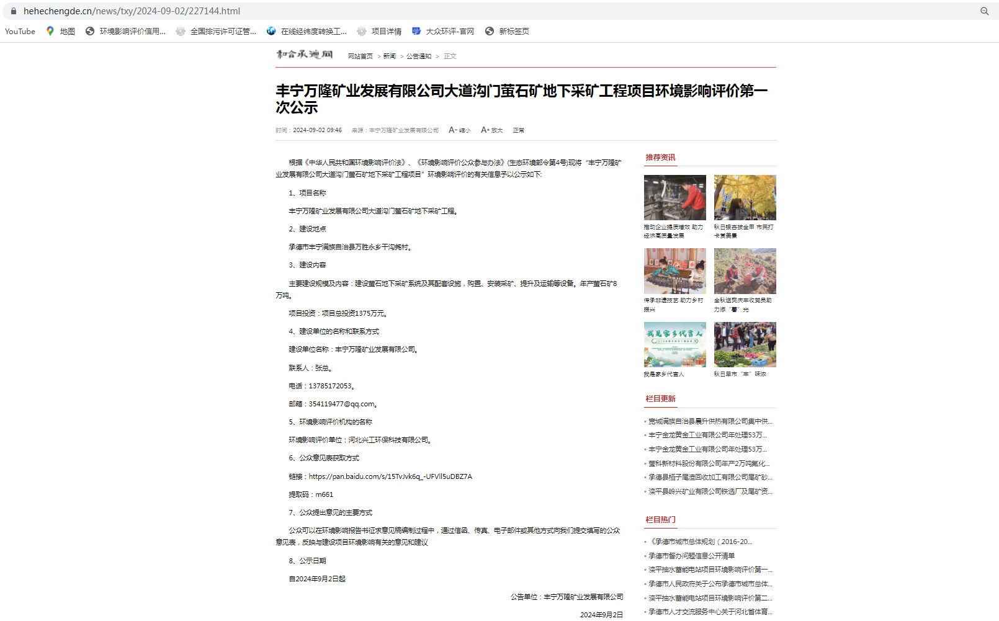 hehechengde.cn/news/txy/2024-09-02/227144.html
YouTube 地图 环境影响评价信用... 全国排污许可证管... 在线经纬度转换工... 项目详情 大众环评-官网 新标签页
和合承德网 网站首页 > 新闻 > 公告通知 > 正文
丰宁万隆矿业发展有限公司大道沟门萤石矿地下采矿工程项目环境影响评价第一
次公示
时间：2024-09-02 09:46 来源：丰宁万隆矿业发展有限公司 A- 缩小 A+ 放大 正常
根据《中华人民共和国环境影响评价法》、《环境影响评价公众参与办法》(生态环境部令第4号)现将“丰宁万隆矿
业发展有限公司大道沟门萤石矿地下采矿工程项目”环境影响评价的有关信息予以公示如下:
1、项目名称
丰宁万隆矿业发展有限公司大道沟门萤石矿地下采矿工程。
2、建设地点
承德市丰宁满族自治县万胜永乡干沟尧村。
3、建设内容
主要建设规模及内容：建设萤石地下采矿系统及其配套设施，购置、安装采矿、提升及运输等设备。年产萤石矿8
万吨。
项目投资：项目总投资1375万元。
4、建设单位的名称和联系方式
建设单位名称：丰宁万隆矿业发展有限公司。
联系人：张总。
电话：13785172053。
邮箱：354119477@qq.com。
5、环境影响评价机构的名称
环境影响评价单位：河北兴工环保科技有限公司。
6、公众意见表获取方式
链接：https://pan.baidu.com/s/15TvJvk6q_-UFVll5uDBZ7A
提取码：m661
7、公众提出意见的主要方式
公众可以在环境影响报告书征求意见稿编制过程中，通过信函、传真、电子邮件或其他方式向我们提交填写的公众
意见表，反映与建设项目环境影响有关的意见和建议
8、公示日期
自2024年9月2日起
公告单位：丰宁万隆矿业发展有限公司
2024年9月2日
推荐资讯
推动企业提质增效 助力
经济高质量发展
秋日银杏披金甲 市民打
卡赏美景
传承非遗技艺 助力乡村
振兴
金秋送爽庆丰收党员助
力添“薯”光
我是家乡代言人
我是家乡代言人
秋日早市“丰”味浓
栏目更新
宽城满族自治县晨升供热有限公司集中供...
丰宁金龙黄金工业有限公司年处理53万...
丰宁金龙黄金工业有限公司年处理53万...
莹科新材料股份有限公司年产2万吨氟化...
承德县栢子尾渣回收加工有限公司尾矿砂...
滦平县岭兴矿业有限公司铁选厂及尾矿资...
栏目热门
《承德市城市总体规划（2016-20...
承德市督办问题信息公开清单
滦平抽水蓄能电站项目环境影响评价第一...
承德市人民政府关于公布承德市城市总体...
滦平抽水蓄能电站项目环境影响评价第二...
承德市人才交流服务中心关于河北省体育...